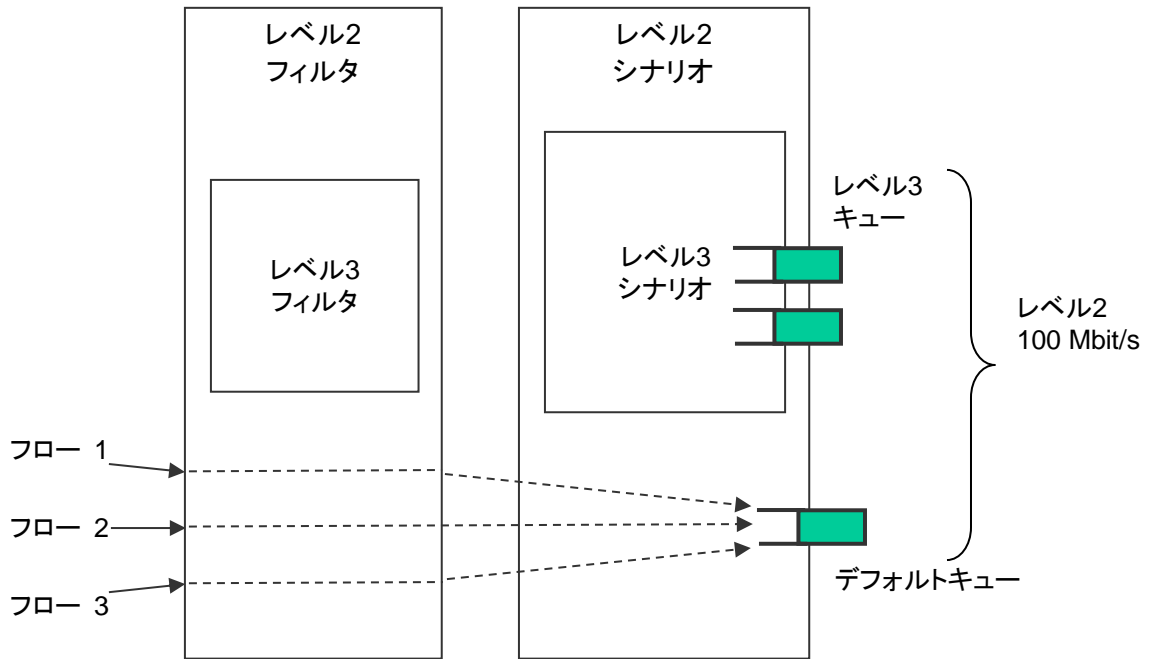 レベル2
フィルタ
レベル2
シナリオ
レベル3
フィルタ
レベル3
シナリオ
レベル3
キュー
レベル2
100 Mbit/s
フロー 1
フロー 2
フロー 3
デフォルトキュー